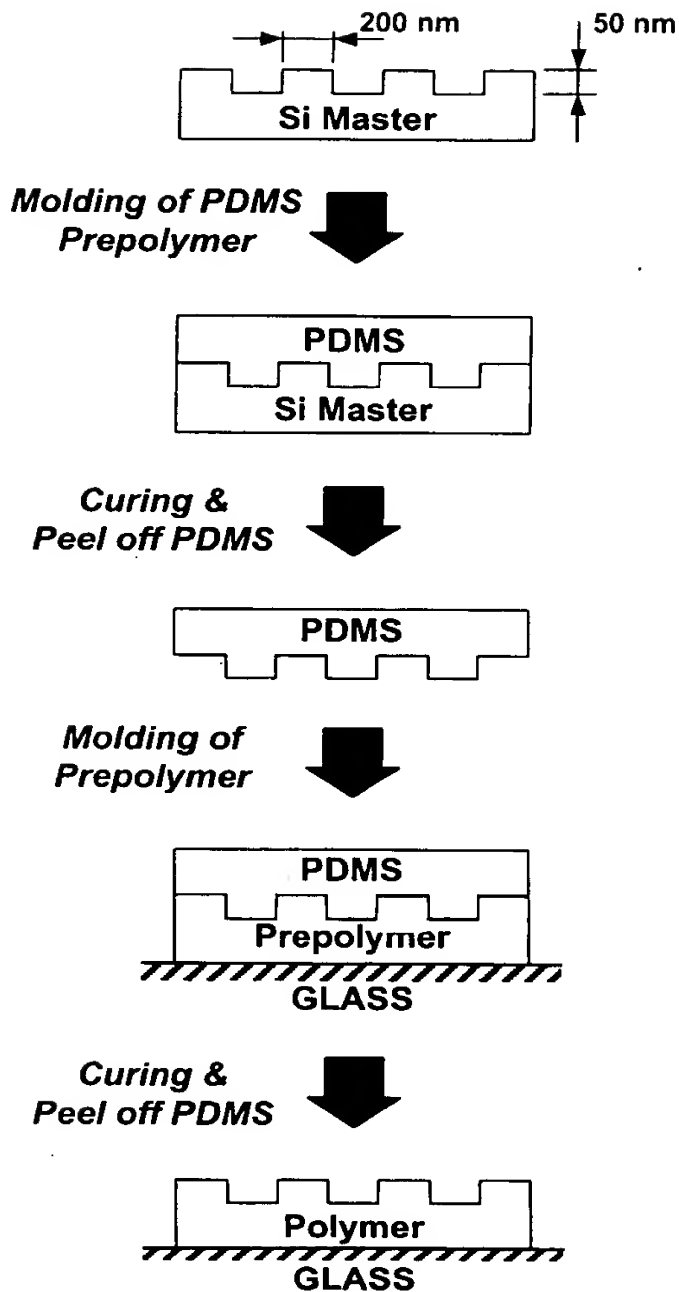 200 nm
50 nm
Si Master
Molding of PDMS
Prepolymer
PDMS
Si Master
Curing &
Peel off PDMS
PDMS
Molding of
Prepolymer
PDMS
Prepolymer
GLASS
Curing &
Peel off PDMS
Polymer
GLASS